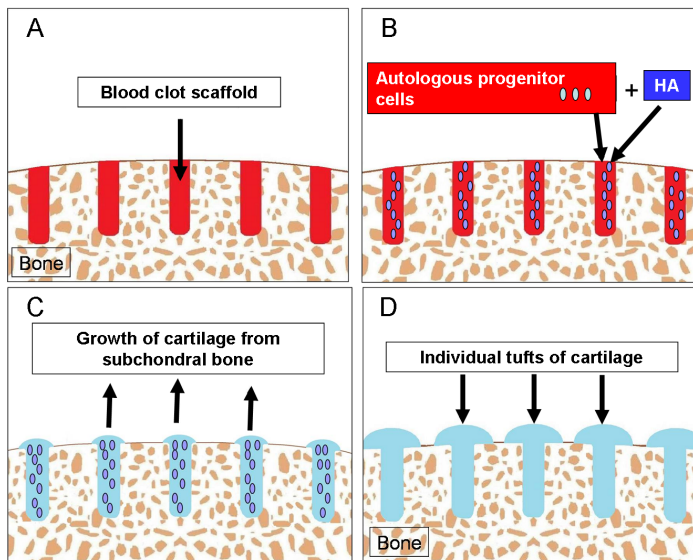 A
Blood clot scaffold
Bone
B
Autologous progenitor
cells
+
HA
C
Growth of cartilage from
subchondral bone
D
Individual tufts of cartilage
Bone